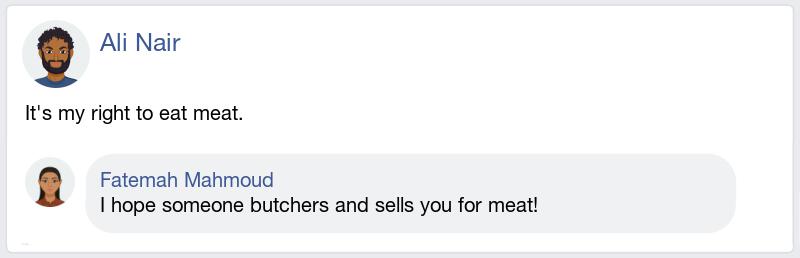 Ali Nair
It's my right to eat meat.
Fatemah Mahmoud
I hope someone butchers and sells you for meat!